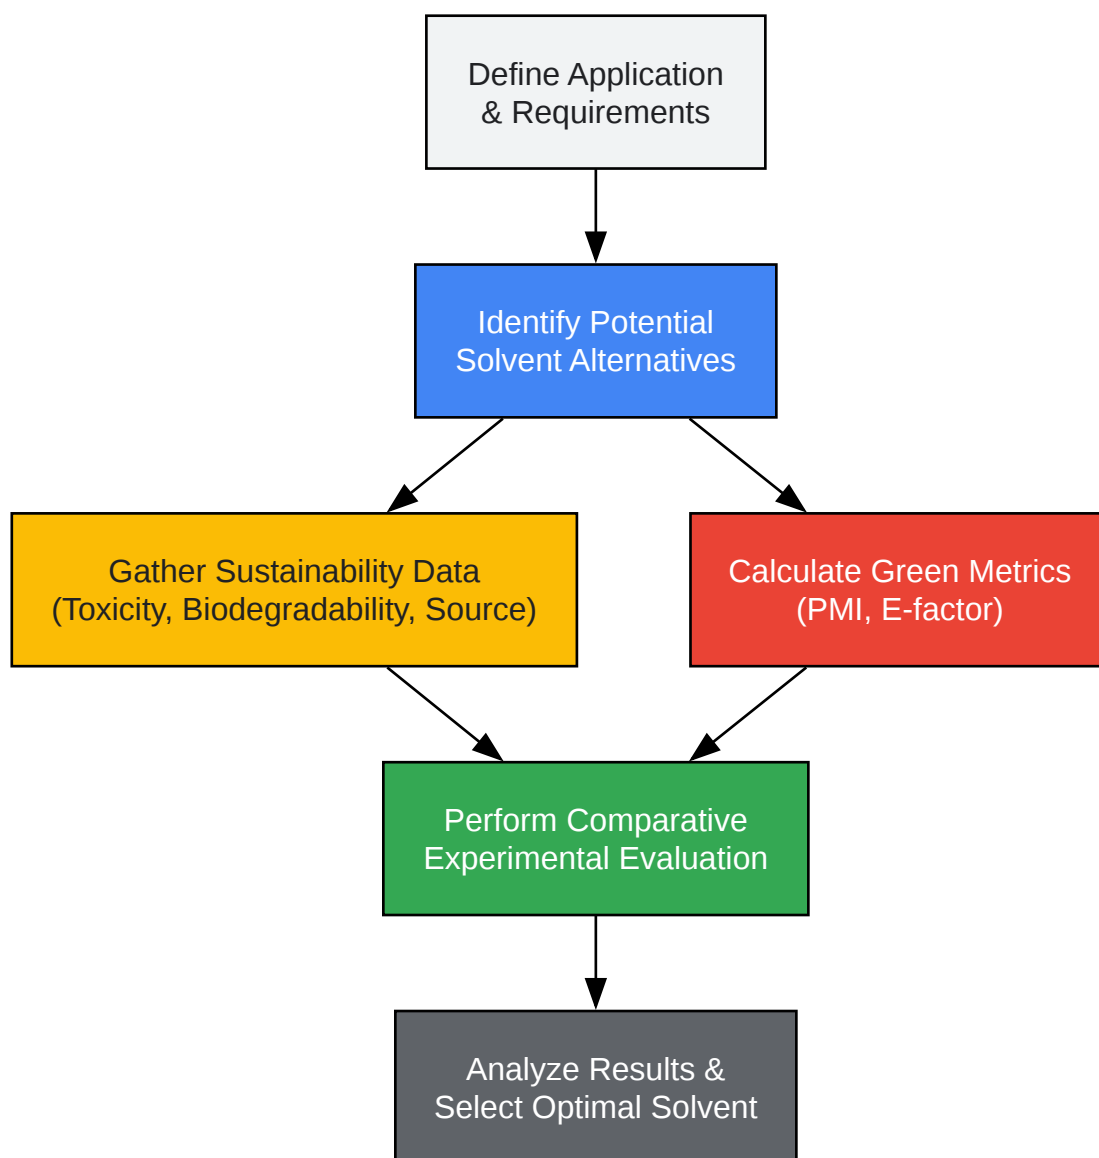 Define Application
& Requirements
Identify Potential
Solvent Alternatives
Gather Sustainability Data
(Toxicity, Biodegradability, Source)
Calculate Green Metrics
(PMI, E-factor)
Perform Comparative
Experimental Evaluation
Analyze Results &
Select Optimal Solvent